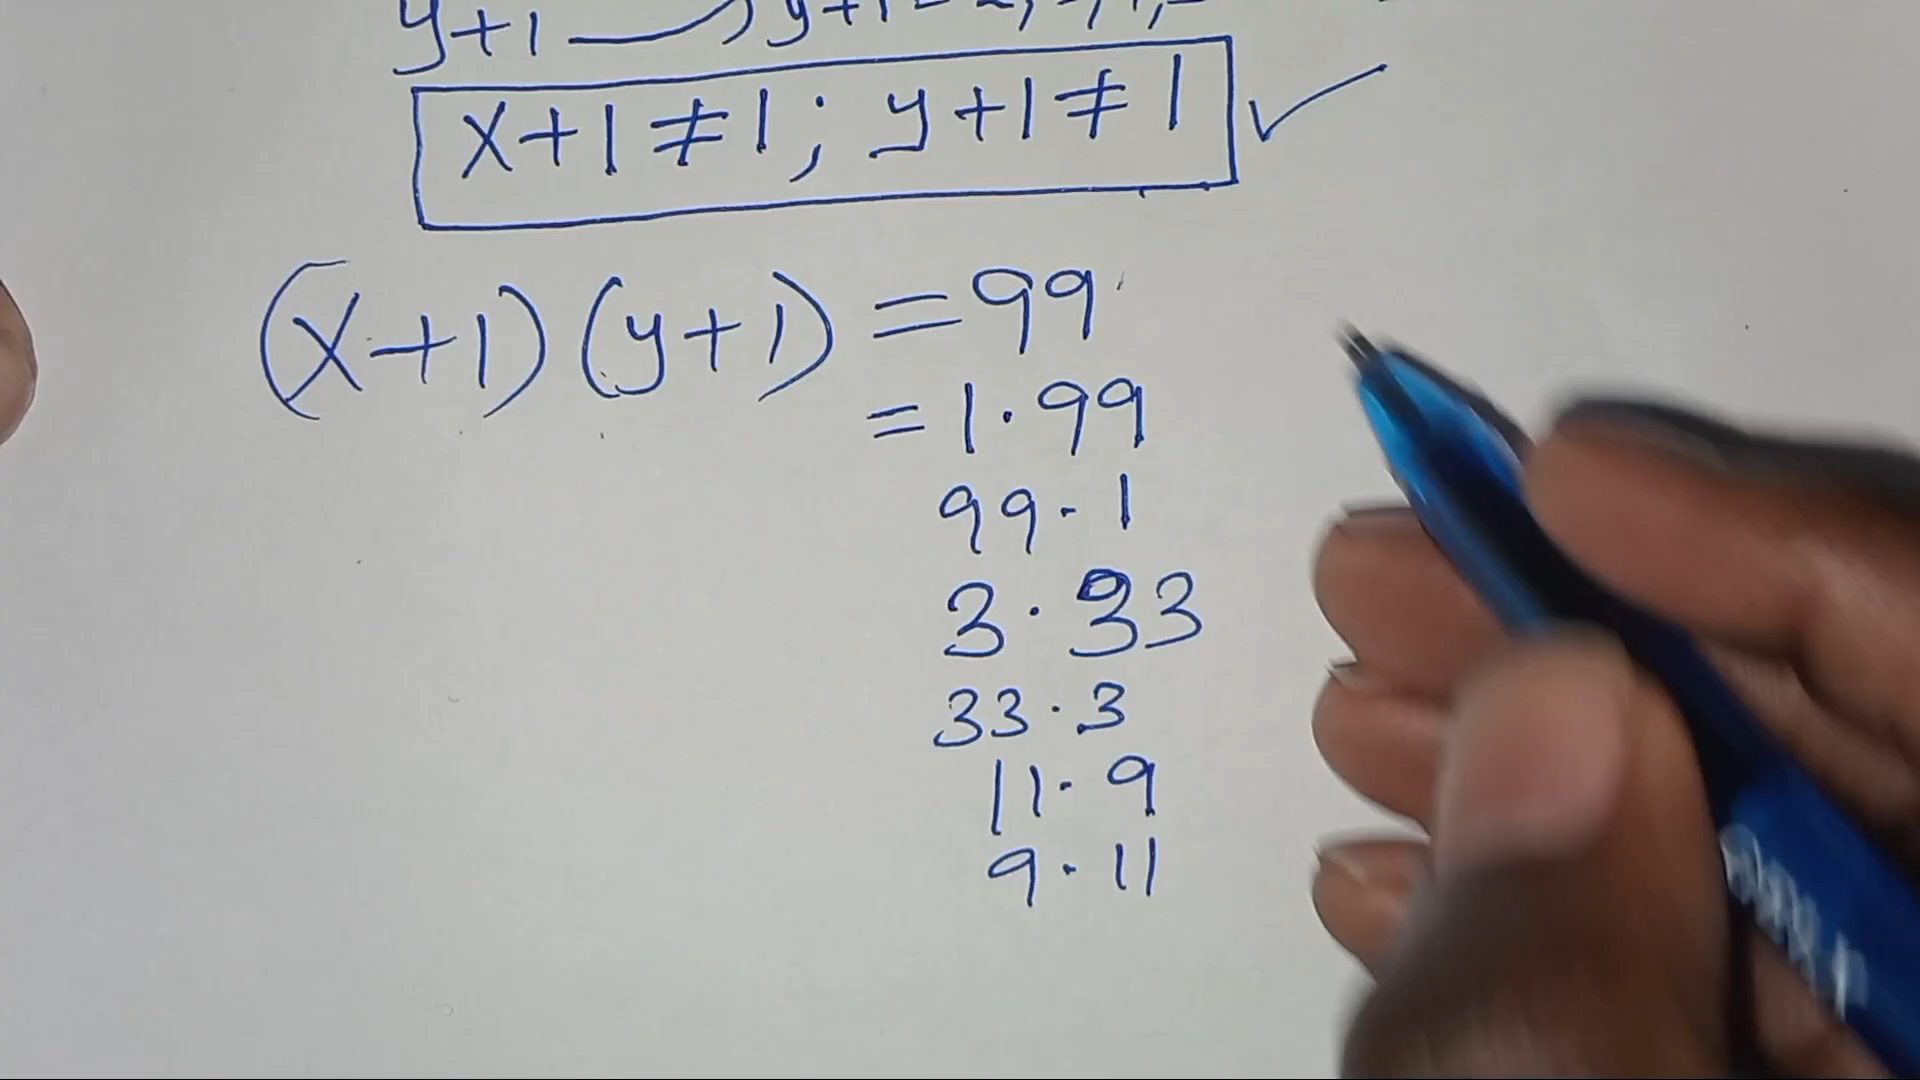 y+1
x+1≠1; y+1≠1 ✓
(x+1)(y+1) = 99
= 1·99
99·1
3·33
33·3
11·9
9·11